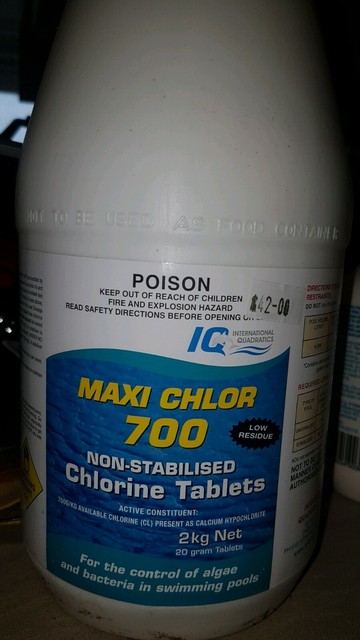 NOT TO BE USED AS FOOD CONTAINER
POISON
KEEP OUT OF REACH OF CHILDREN
FIRE AND EXPLOSION HAZARD
READ SAFETY DIRECTIONS BEFORE OPENING
$42-00
IQ INTERNATIONAL
QUADRATICS
MAXI CHLOR
700
LOW
RESIDUE
NON-STABILISED
Chlorine Tablets
ACTIVE CONSTITUENT:
700G/KG AVAILABLE CHLORINE (CL) PRESENT AS CALCIUM HYPOCHLORITE
2kg Net
20 gram Tablets
For the control of algae
and bacteria in swimming pools